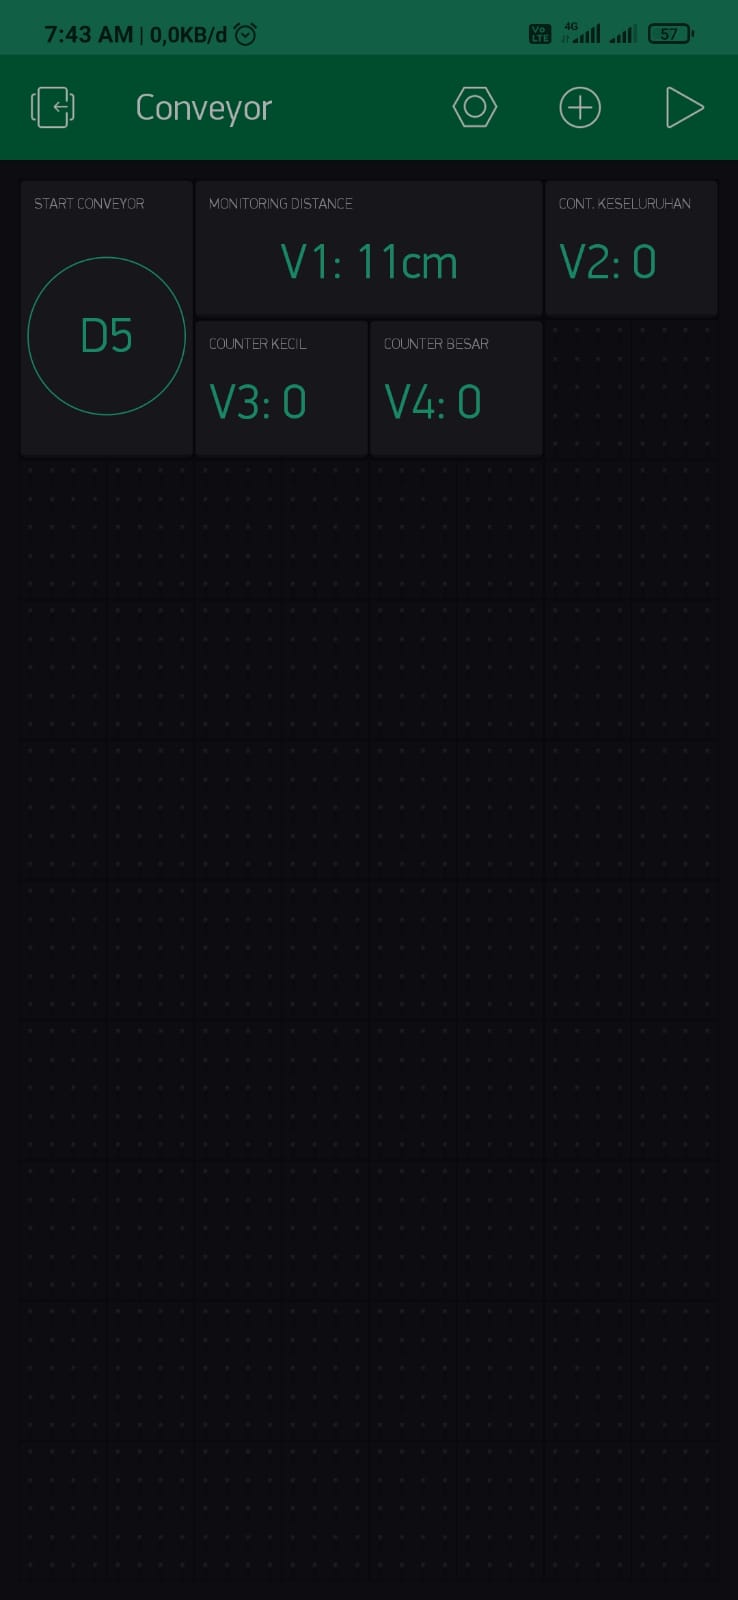 7:43 AM | 0,0KB/d
Vo LTE 4G 57
Conveyor
START CONVEYOR
D5
MONITORING DISTANCE
V1: 11cm
CONT. KESELURUHAN
V2: 0
COUNTER KECIL
V3: 0
COUNTER BESAR
V4: 0